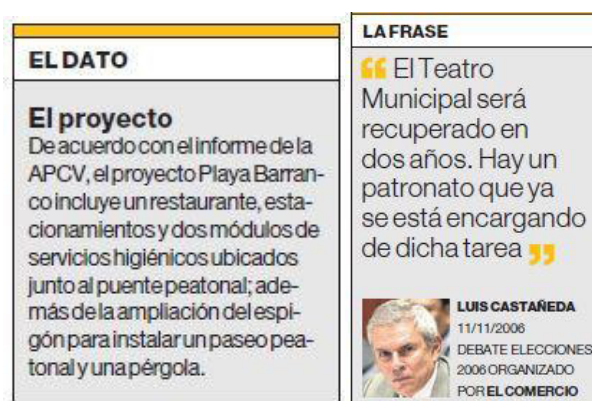 EL DATO
El proyecto
De acuerdo con el informe de la
APCV, el proyecto Playa Barran-
co incluye un restaurante, esta-
cionamientos y dos módulos de
servicios higiénicos ubicados
junto al puente peatonal; ade-
más de la ampliación del espi-
gón para instalar un paseo pea-
tonal y una pérgola.
LA FRASE
“ El Teatro
Municipal será
recuperado en
dos años. Hay un
patronato que ya
se está encargando
de dicha tarea ”
LUIS CASTAÑEDA
11/11/2006
DEBATE ELECCIONES
2006 ORGANIZADO
POR EL COMERCIO